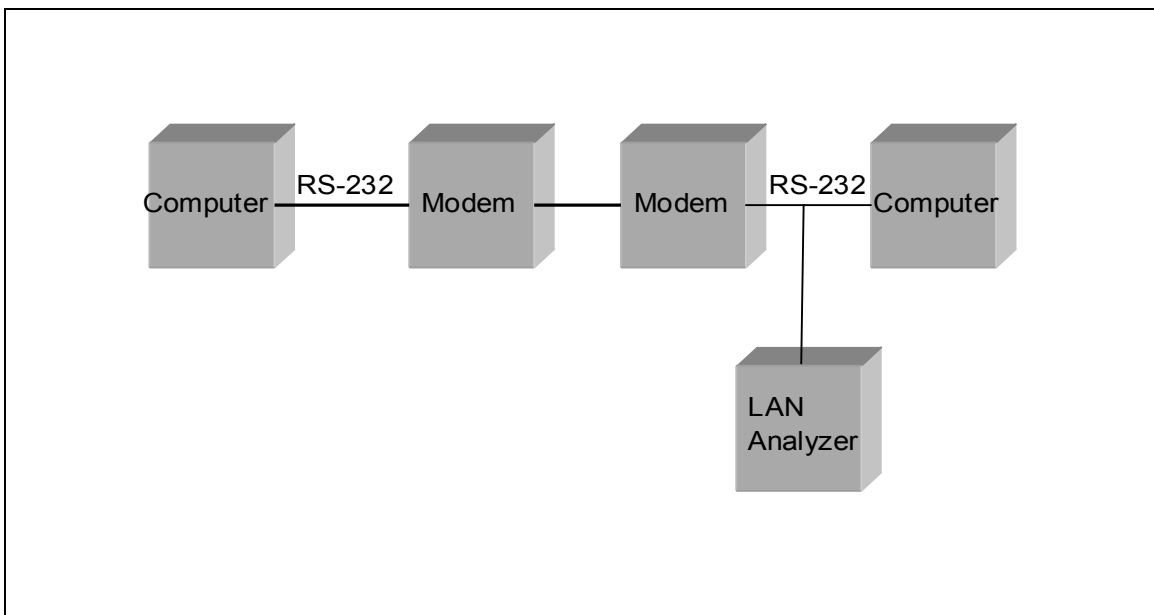 RS-232
RS-232
Computer
Modem
Modem
Computer
LAN
Analyzer